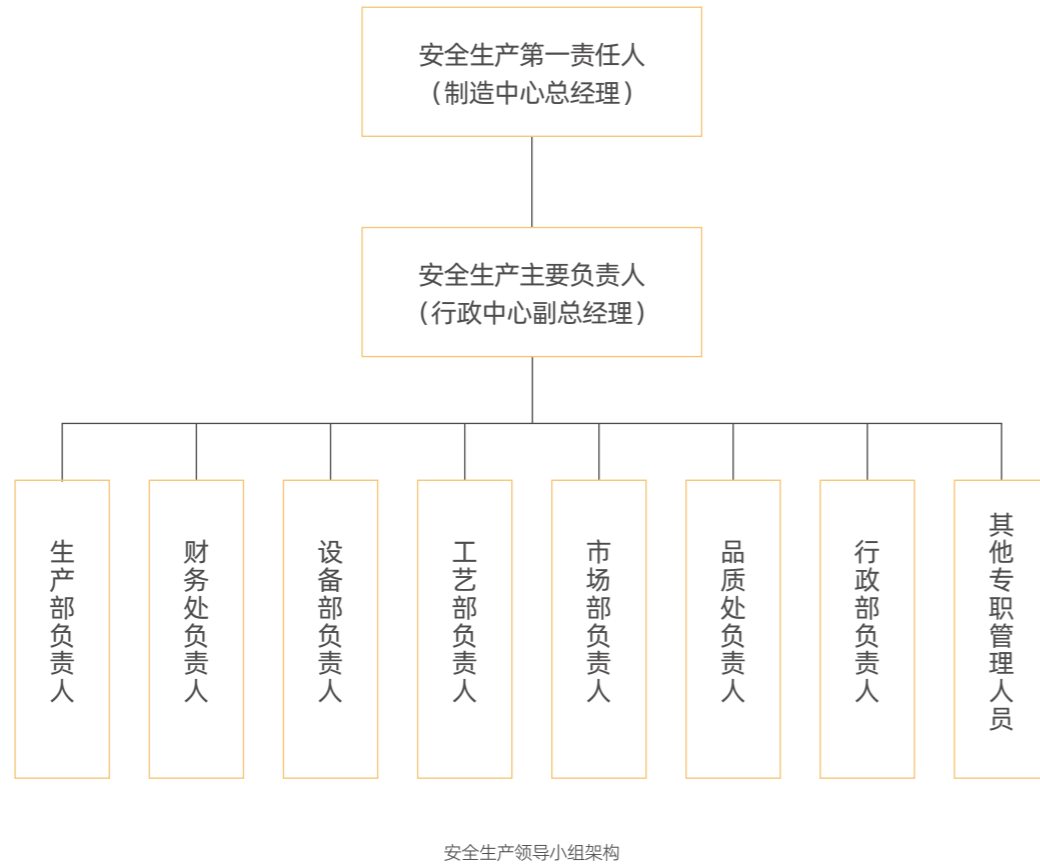 安全生产第一责任人
（制造中心总经理）
安全生产主要负责人
（行政中心副总经理）
生产部负责人
财务处负责人
设备部负责人
工艺部负责人
市场部负责人
品质处负责人
行政部负责人
其他专职管理人员
安全生产领导小组架构